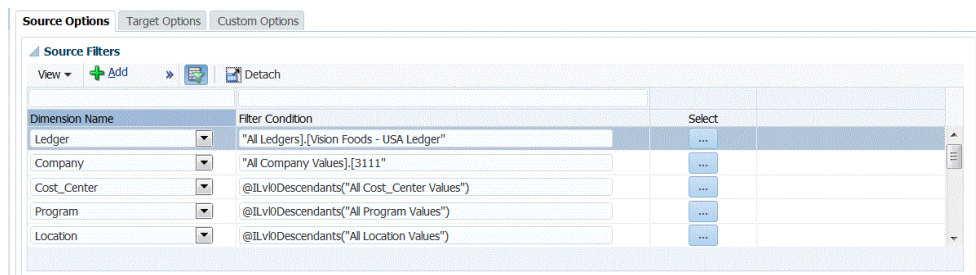 Source Options Target Options Custom Options
Source Filters
View Add » Detach
Dimension Name Filter Condition Select
Ledger "All Ledgers].[Vision Foods - USA Ledger" ...
Company "All Company Values].[3111" ...
Cost_Center @ILvl0Descendants("All Cost_Center Values") ...
Program @ILvl0Descendants("All Program Values") ...
Location @ILvl0Descendants("All Location Values") ...